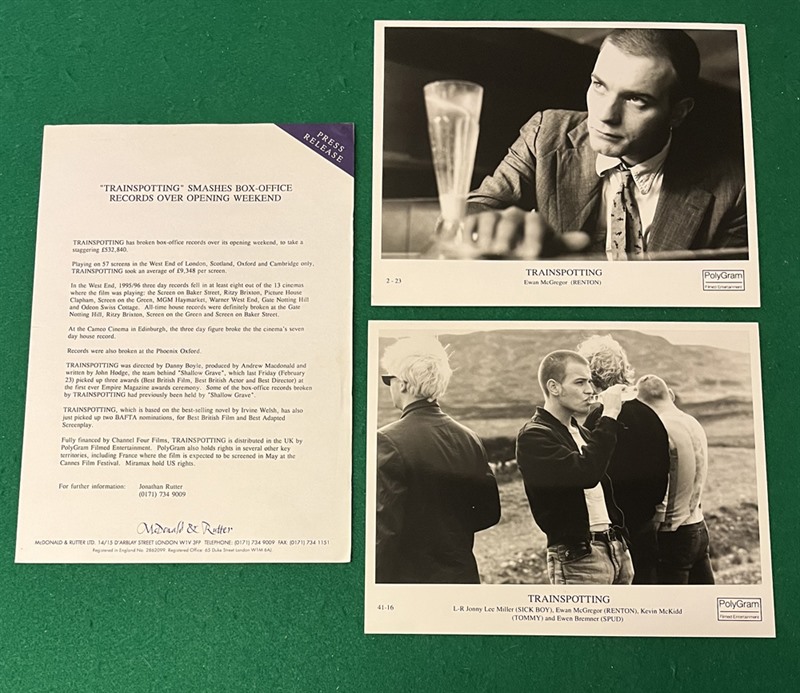 PRESS
RELEASE
"TRAINSPOTTING" SMASHES BOX-OFFICE
RECORDS OVER OPENING WEEKEND
TRAINSPOTTING has broken box-office records over its opening weekend, to take a
staggering £532,840.
Playing on 57 screens in the West End of London, Scotland, Oxford and Cambridge only,
TRAINSPOTTING took an average of £9,348 per screen.
In the West End, 1995/96 three day records fell in at least eight out of the 13 cinemas
where the film was playing: the Screen on Baker Street, Ritzy Brixton, Picture House
Clapham, Screen on the Green, MGM Haymarket, Warner West End, Gate Notting Hill
and Odeon Swiss Cottage. All-time house records were definitely broken at the Gate
Notting Hill, Ritzy Brixton, Screen on the Green and Screen on Baker Street.
At the Cameo Cinema in Edinburgh, the three day figure broke the the cinema's seven
day house record.
Records were also broken at the Phoenix Oxford.
TRAINSPOTTING was directed by Danny Boyle, produced by Andrew Macdonald and
written by John Hodge, the team behind "Shallow Grave", which last Friday (February
23) picked up three awards (Best British Film, Best British Actor and Best Director) at
the first ever Empire Magazine awards ceremony. Some of the box-office records broken
by TRAINSPOTTING had previously been held by "Shallow Grave".
TRAINSPOTTING, which is based on the best-selling novel by Irvine Welsh, has also
just picked up two BAFTA nominations, for Best British Film and Best Adapted
Screenplay.
Fully financed by Channel Four Films, TRAINSPOTTING is distributed in the UK by
PolyGram Filmed Entertainment. PolyGram also holds rights in several other key
territories, including France where the film is expected to be screened in May at the
Cannes Film Festival. Miramax hold US rights.
For further information: Jonathan Rutter
(0171) 734 9009
McDonald & Rutter
McDONALD & RUTTER LTD. 14/15 D'ARBLAY STREET LONDON W1V 3FP TELEPHONE: (0171) 734 9009 FAX: (0171) 734 1151
Registered in England No. 2862099 Registered Office: 63 Duke Street London W1M 6AJ.
2 - 23
TRAINSPOTTING
Ewan McGregor (RENTON)
PolyGram
Filmed Entertainment
41-16
TRAINSPOTTING
L-R Jonny Lee Miller (SICK BOY), Ewan McGregor (RENTON), Kevin McKidd
(TOMMY) and Ewen Bremner (SPUD)
PolyGram
Filmed Entertainment